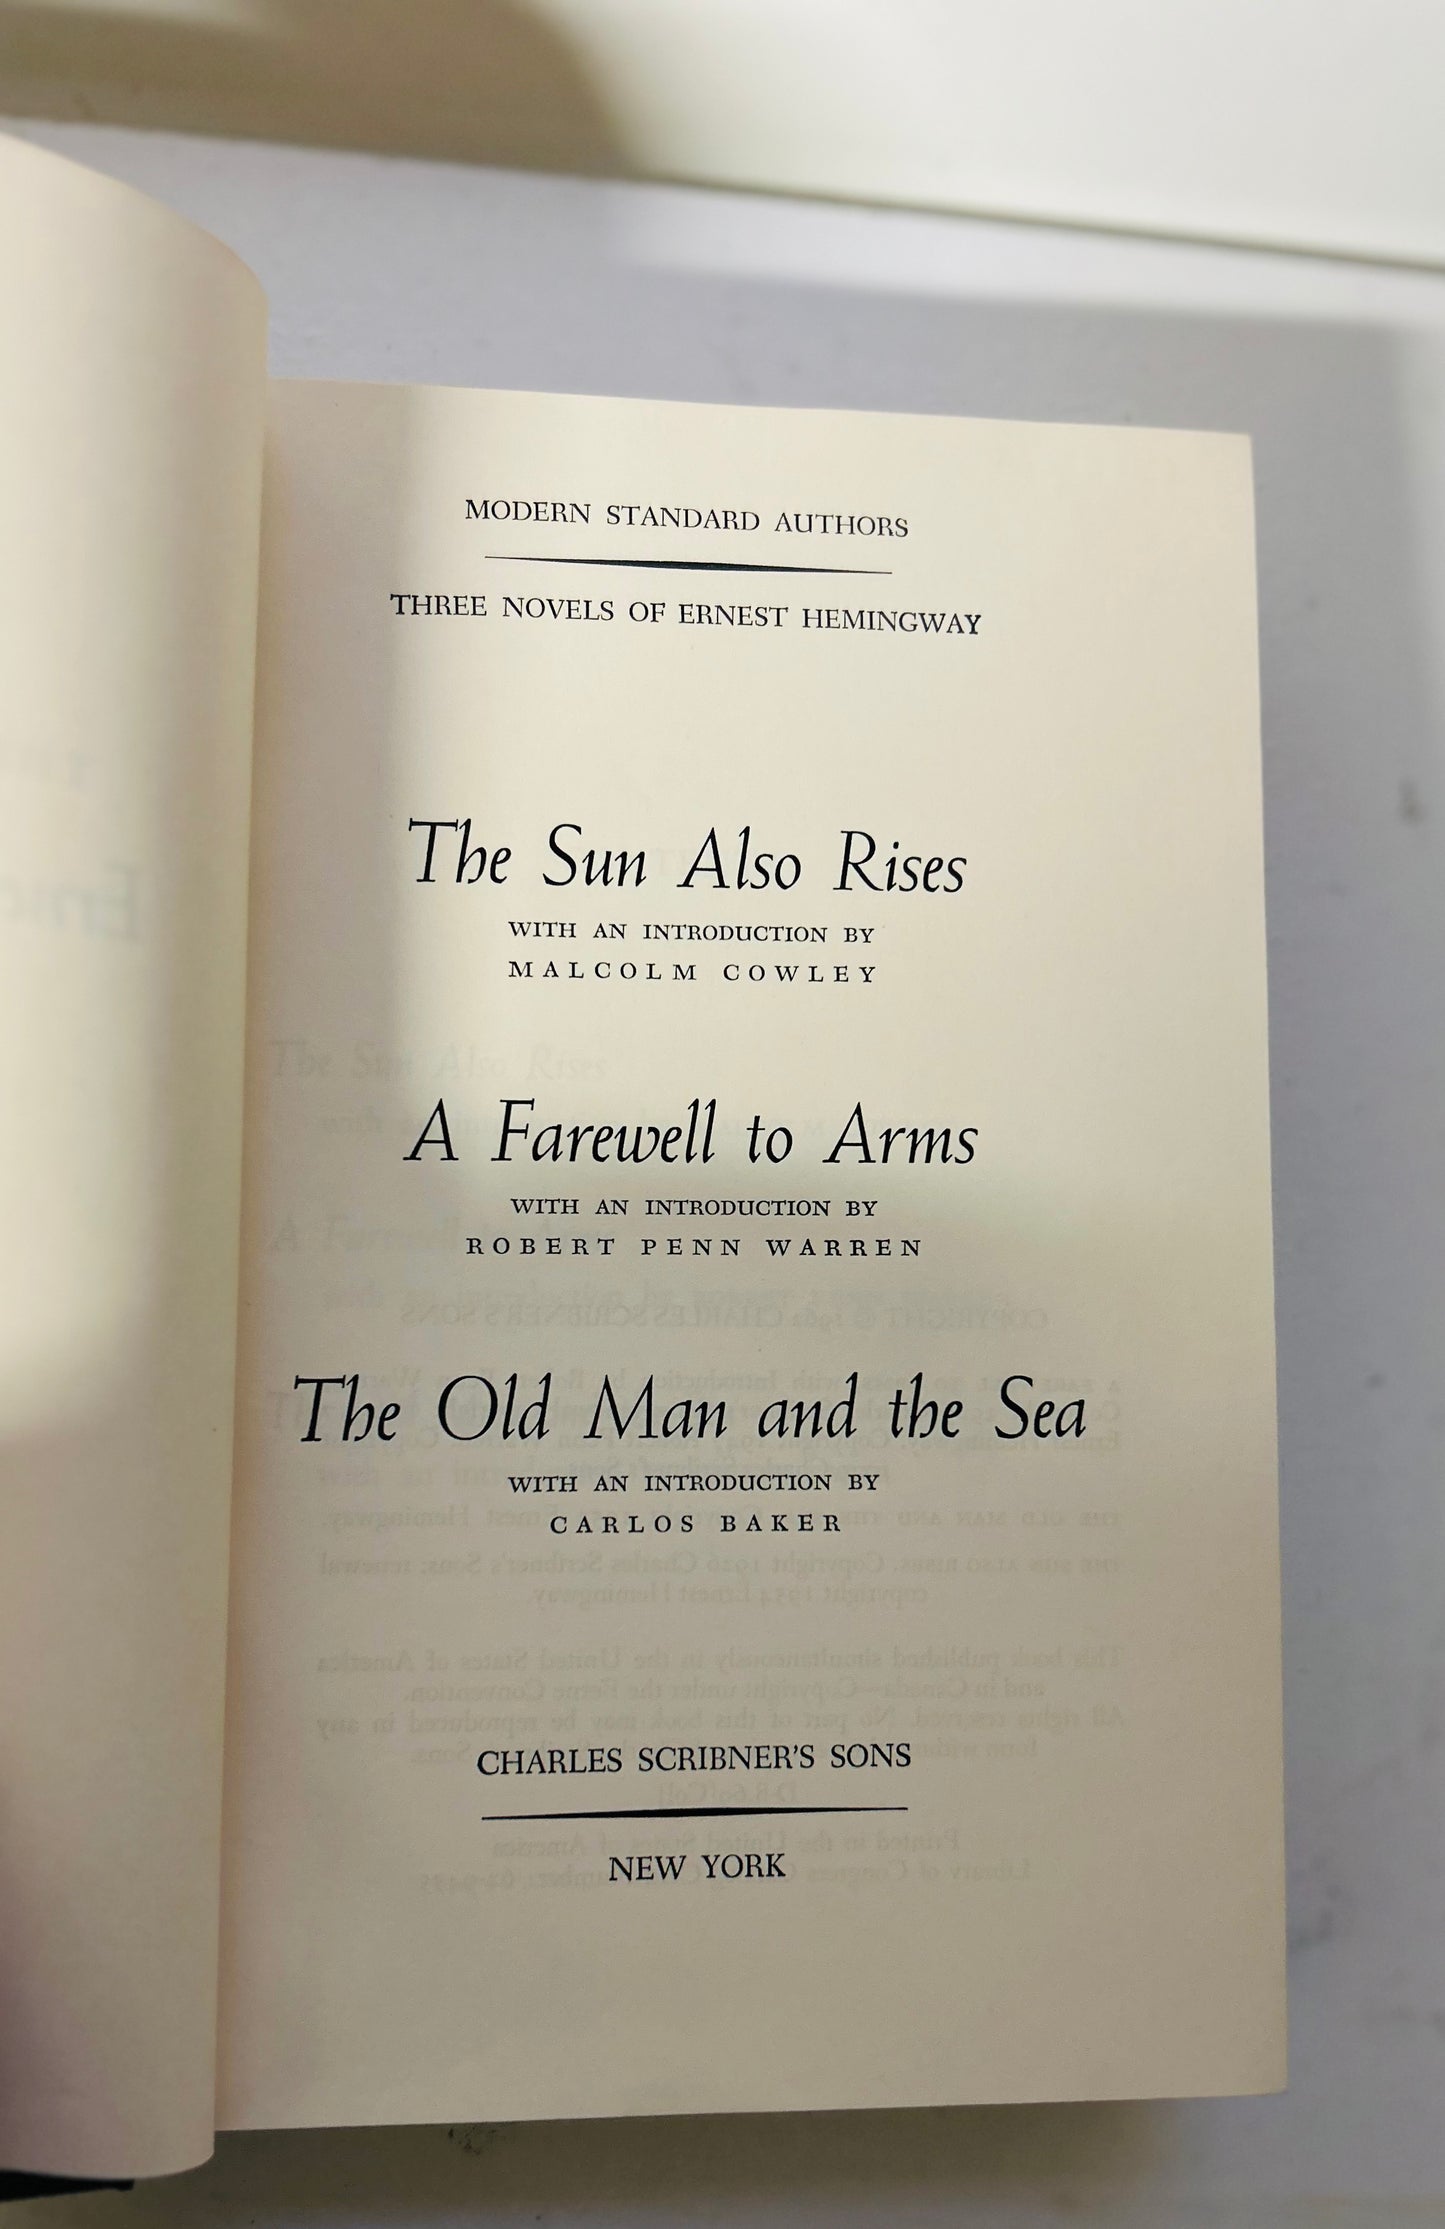 MODERN STANDARD AUTHORS
THREE NOVELS OF ERNEST HEMINGWAY
The Sun Also Rises
WITH AN INTRODUCTION BY
MALCOLM COWLEY
A Farewell to Arms
WITH AN INTRODUCTION BY
ROBERT PENN WARREN
The Old Man and the Sea
WITH AN INTRODUCTION BY
CARLOS BAKER
CHARLES SCRIBNER'S SONS
NEW YORK